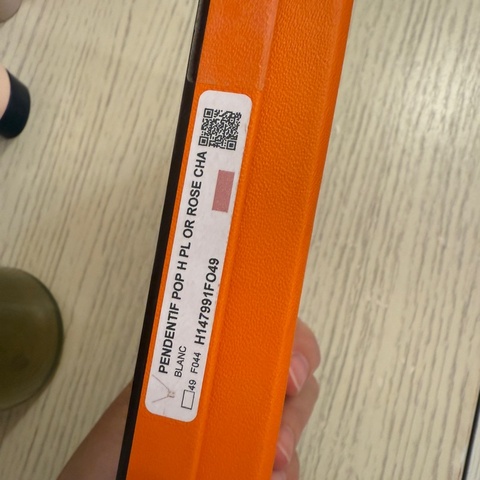 PENDENTIF POP H PL OR ROSE CHA
BLANC
49 F044 H147991FO49